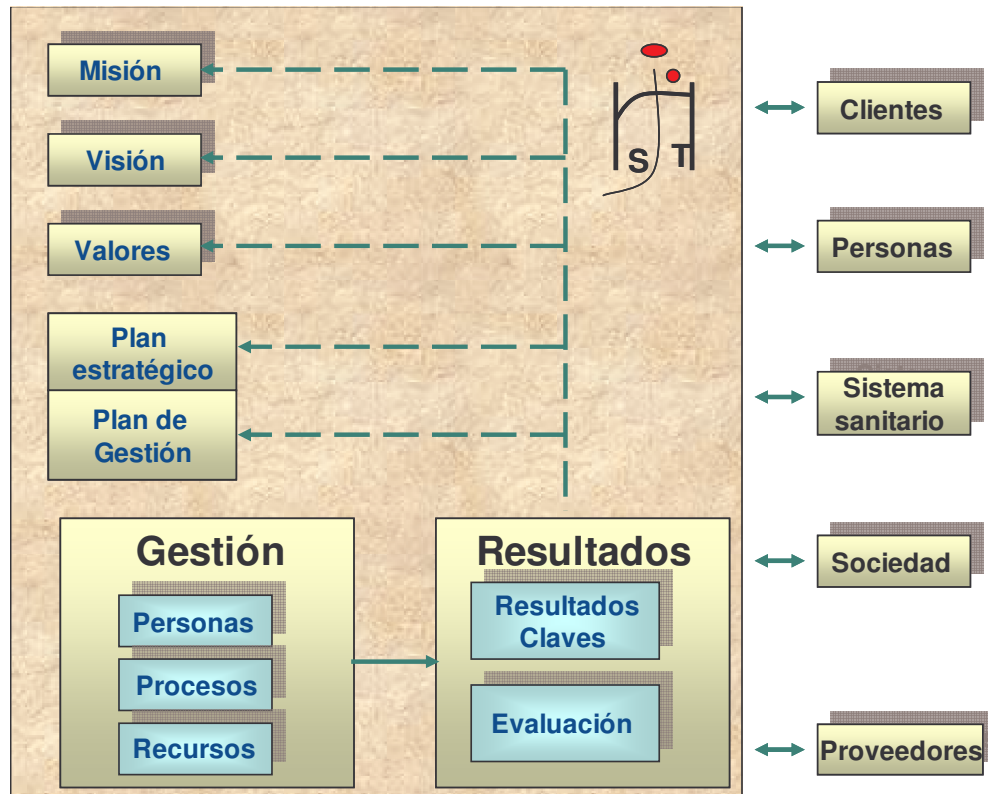 Misión
Visión
Valores
Plan
estratégico
Plan de
Gestión
S T
Gestión
Personas
Procesos
Recursos
Resultados
Resultados
Claves
Evaluación
Clientes
Personas
Sistema
sanitario
Sociedad
Proveedores